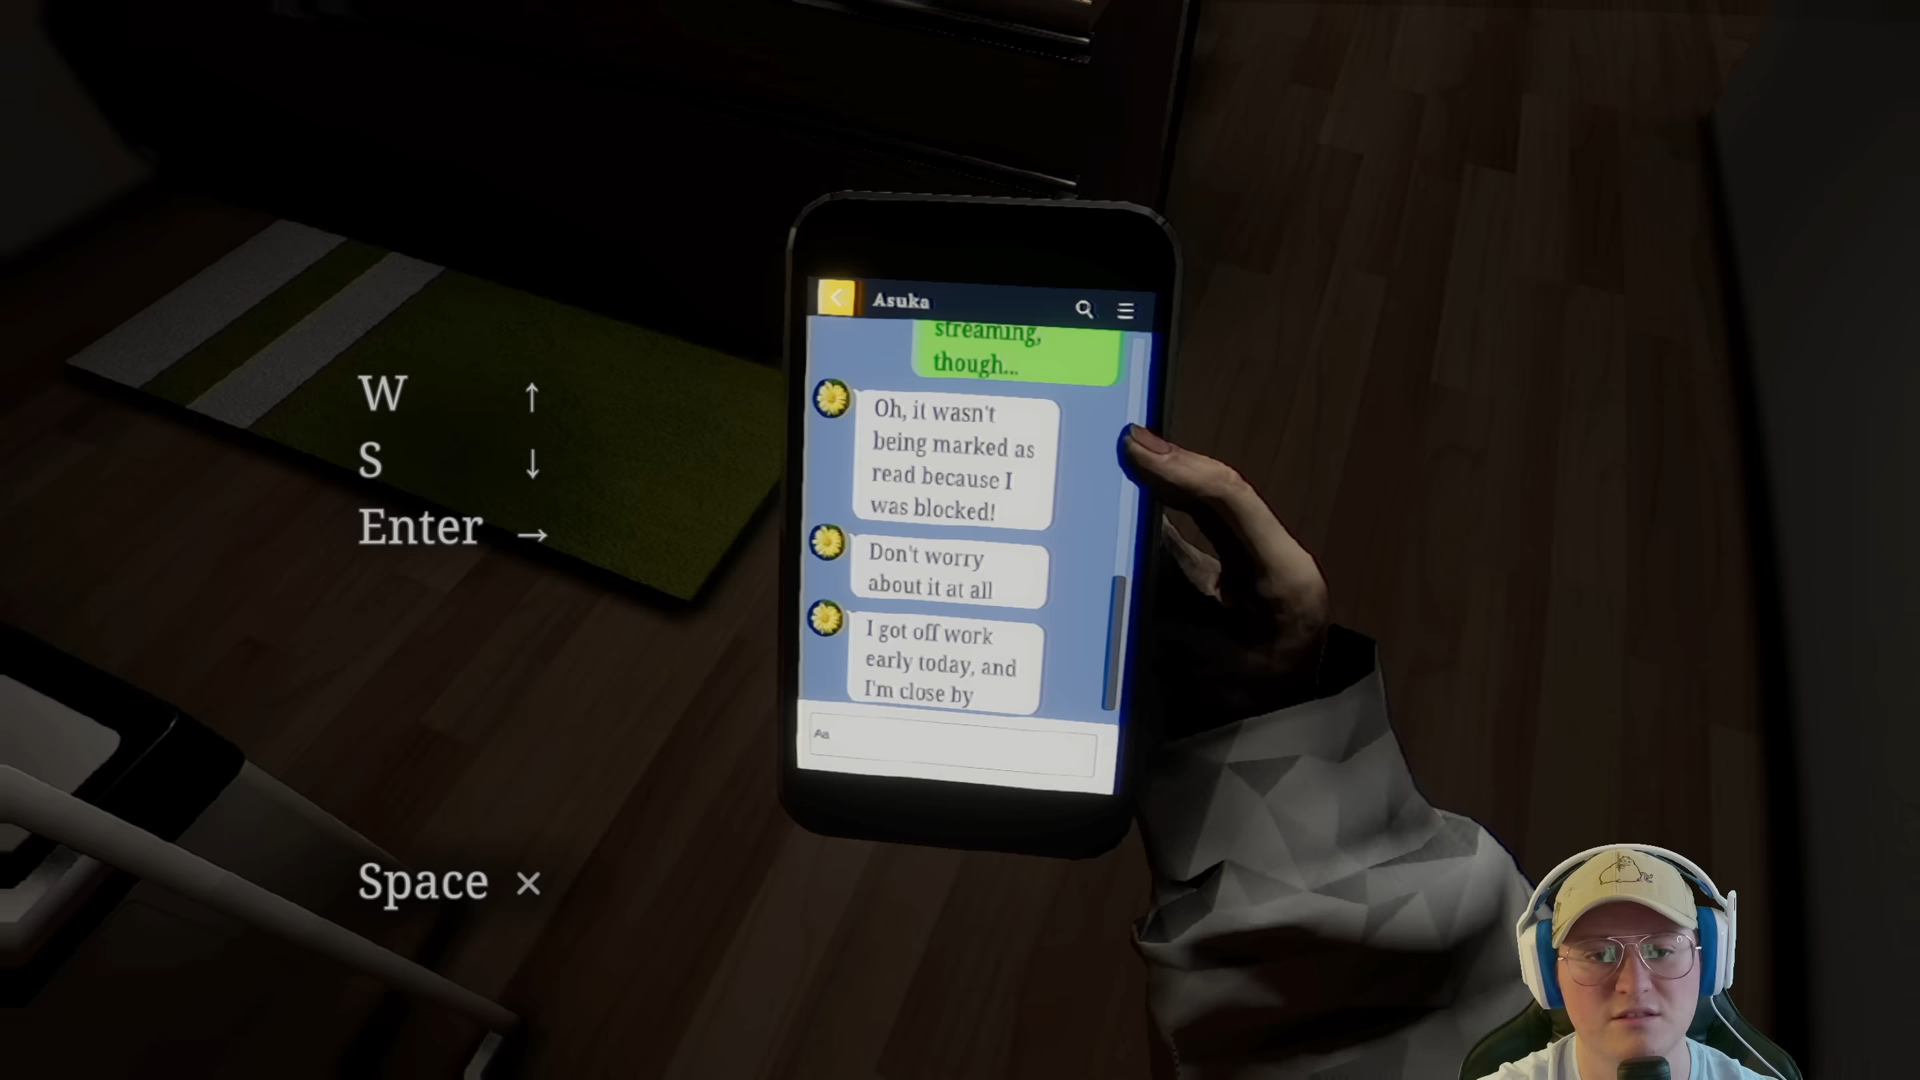 Asuka
streaming,
though...
Oh, it wasn't
being marked as
read because I
was blocked!
Don't worry
about it at all
I got off work
early today, and
I'm close by
Aa
W ↑
S ↓
Enter →
Space ×